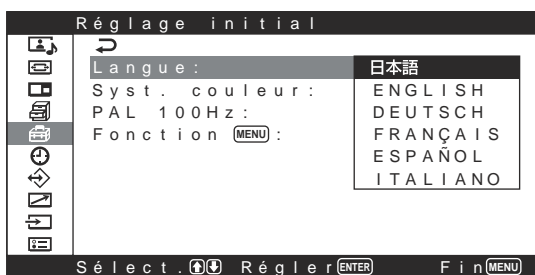 Réglage initial
Langue: 日本語
Syst. couleur: ENGLISH
PAL 100Hz: DEUTSCH
Fonction MENU: FRANÇAIS
ESPAÑOL
ITALIANO
Sélect. Régler ENTER Fin MENU